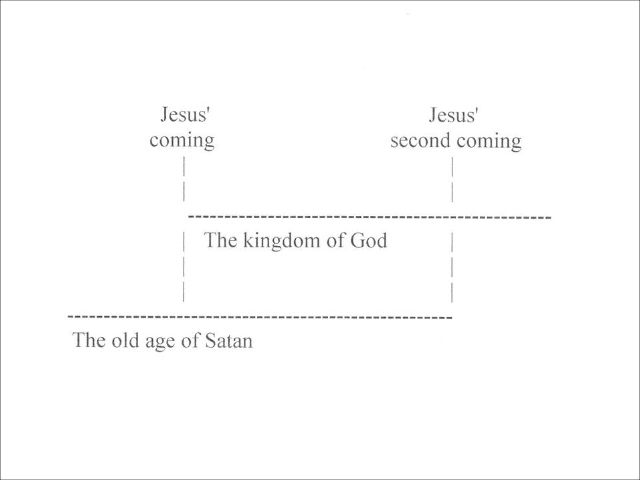 Jesus'
coming
Jesus'
second coming
The kingdom of God
The old age of Satan